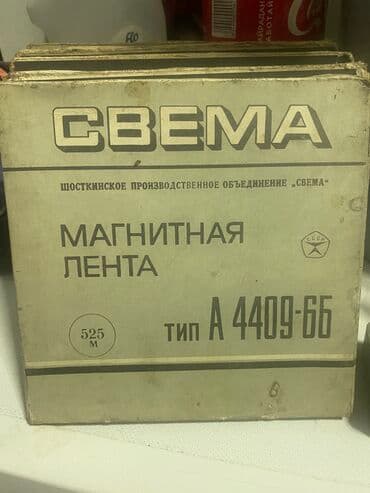 СВЕМА
ШОСТКИНСКОЕ ПРОИЗВОДСТВЕННОЕ ОБЪЕДИНЕНИЕ „СВЕМА“
МАГНИТНАЯ
ЛЕНТА
525
М
ТИП А 4409-6Б